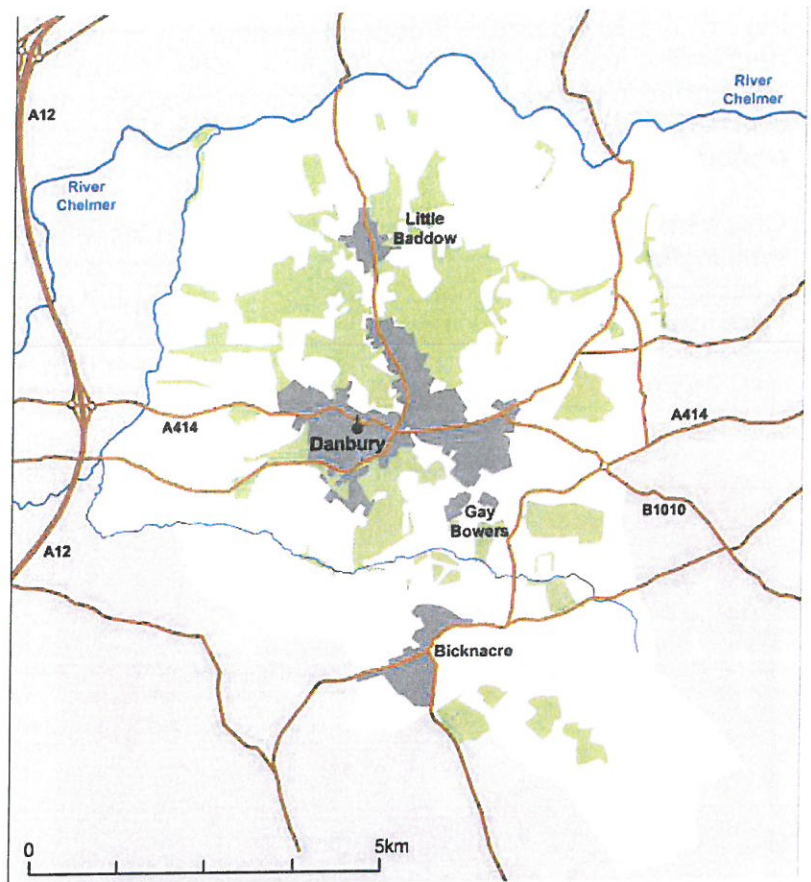 River
Chelmer
A12
River
Chelmer
Little
Baddow
A414
A414
Danbury
Gay
Bowers
B1010
A12
Bicknacre
0
5km